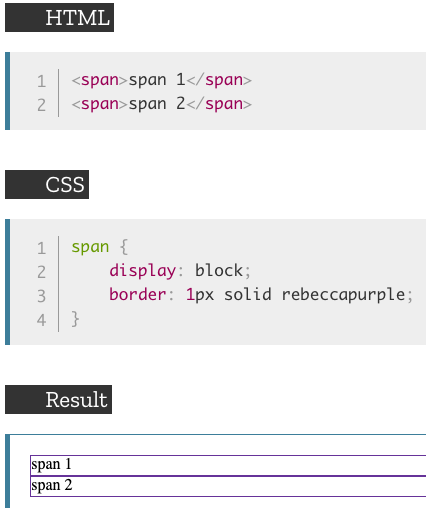 HTML
1 <span>span 1</span>
2 <span>span 2</span>
CSS
1 span {
2     display: block;
3     border: 1px solid rebeccapurple;
4 }
Result
span 1
span 2